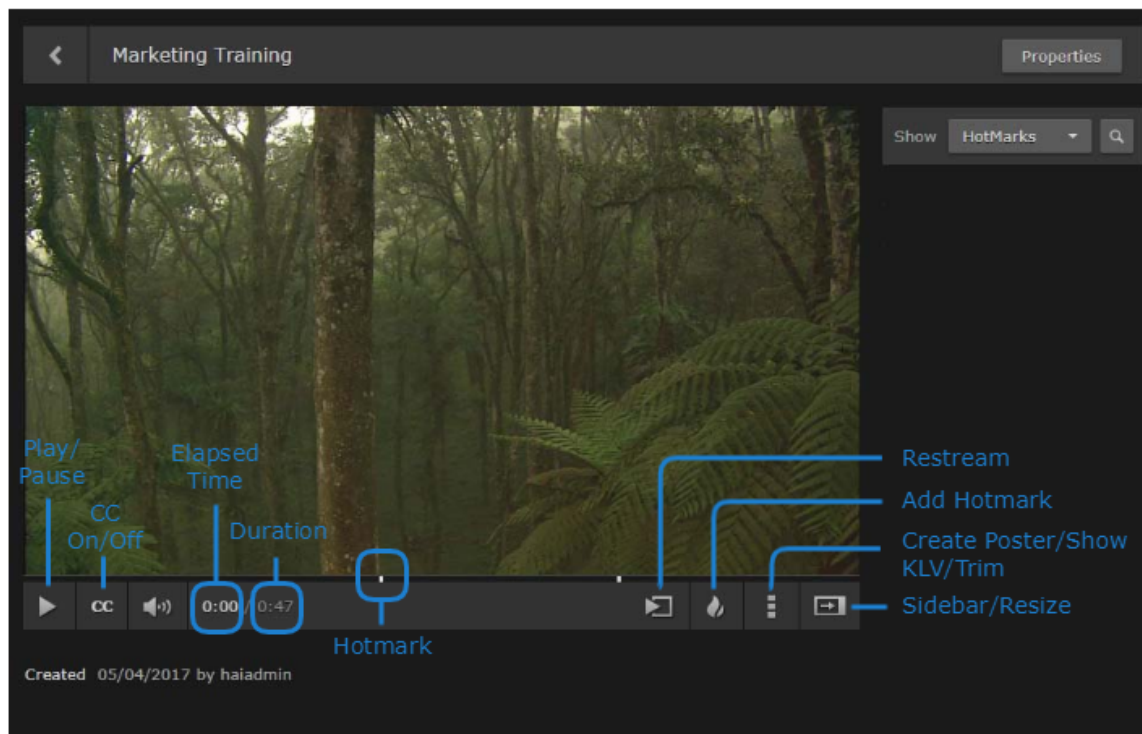 Marketing Training
Properties
Show HotMarks
Play/
Pause
CC
On/Off
Elapsed
Time
Duration
Restream
Add Hotmark
Create Poster/Show
KLV/Trim
Sidebar/Resize
CC 0:00 / 0:47
Hotmark
Created 05/04/2017 by haiadmin